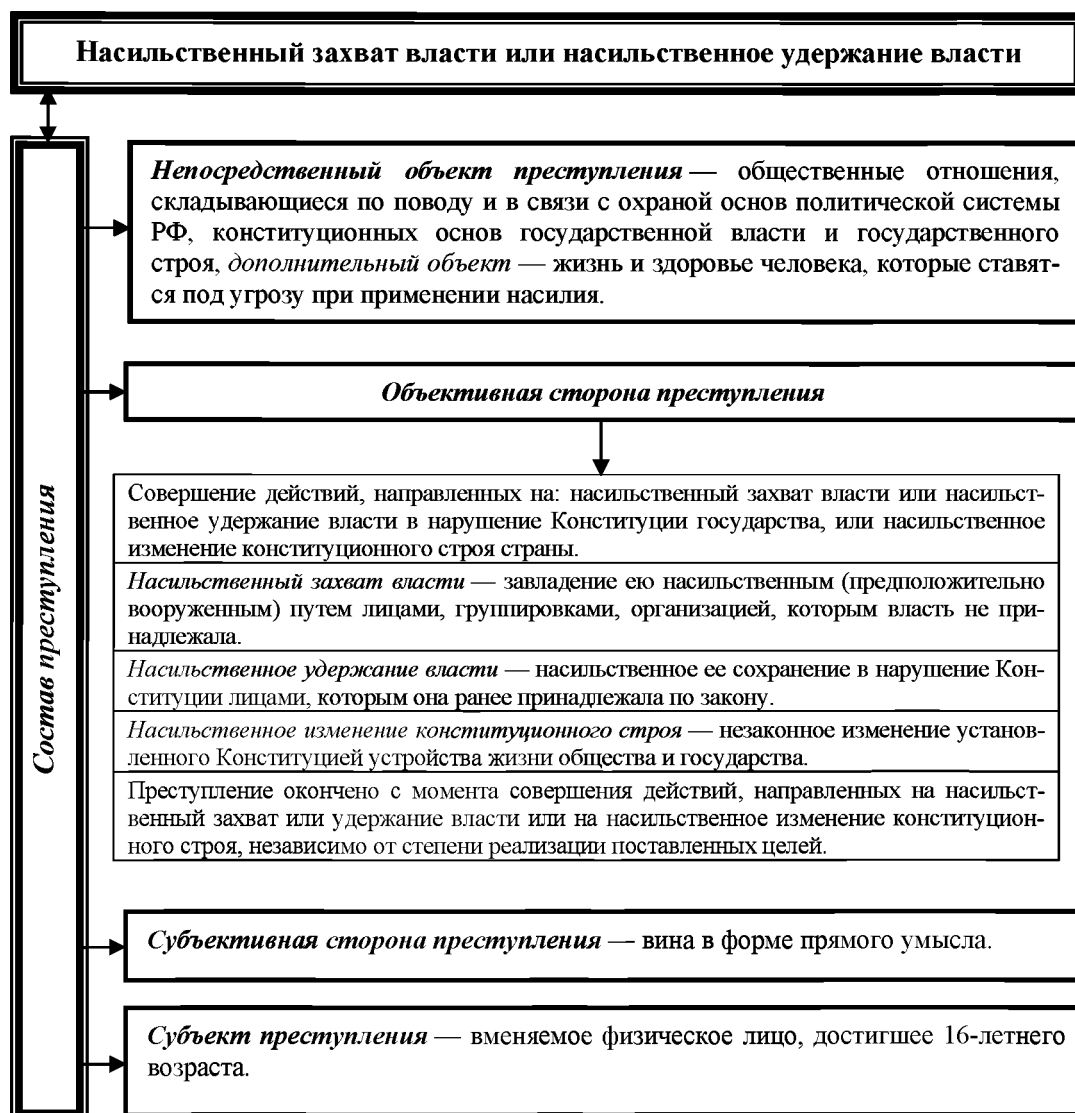 Насильственный захват власти или насильственное удержание власти
Состав преступления
Непосредственный объект преступления — общественные отношения,
складывающиеся по поводу и в связи с охраной основ политической системы
РФ, конституционных основ государственной власти и государственного
строя, дополнительный объект — жизнь и здоровье человека, которые ставят-
ся под угрозу при применении насилия.
Объективная сторона преступления
Совершение действий, направленных на: насильственный захват власти или насильст-
венное удержание власти в нарушение Конституции государства, или насильственное
изменение конституционного строя страны.
Насильственный захват власти — завладение ею насильственным (предположительно
вооруженным) путем лицами, группировками, организацией, которым власть не при-
надлежала.
Насильственное удержание власти — насильственное ее сохранение в нарушение Кон-
ституции лицами, которым она ранее принадлежала по закону.
Насильственное изменение конституционного строя — незаконное изменение установ-
ленного Конституцией устройства жизни общества и государства.
Преступление окончено с момента совершения действий, направленных на насильст-
венный захват или удержание власти или на насильственное изменение конституцион-
ного строя, независимо от степени реализации поставленных целей.
Субъективная сторона преступления — вина в форме прямого умысла.
Субъект преступления — вменяемое физическое лицо, достигшее 16-летнего
возраста.